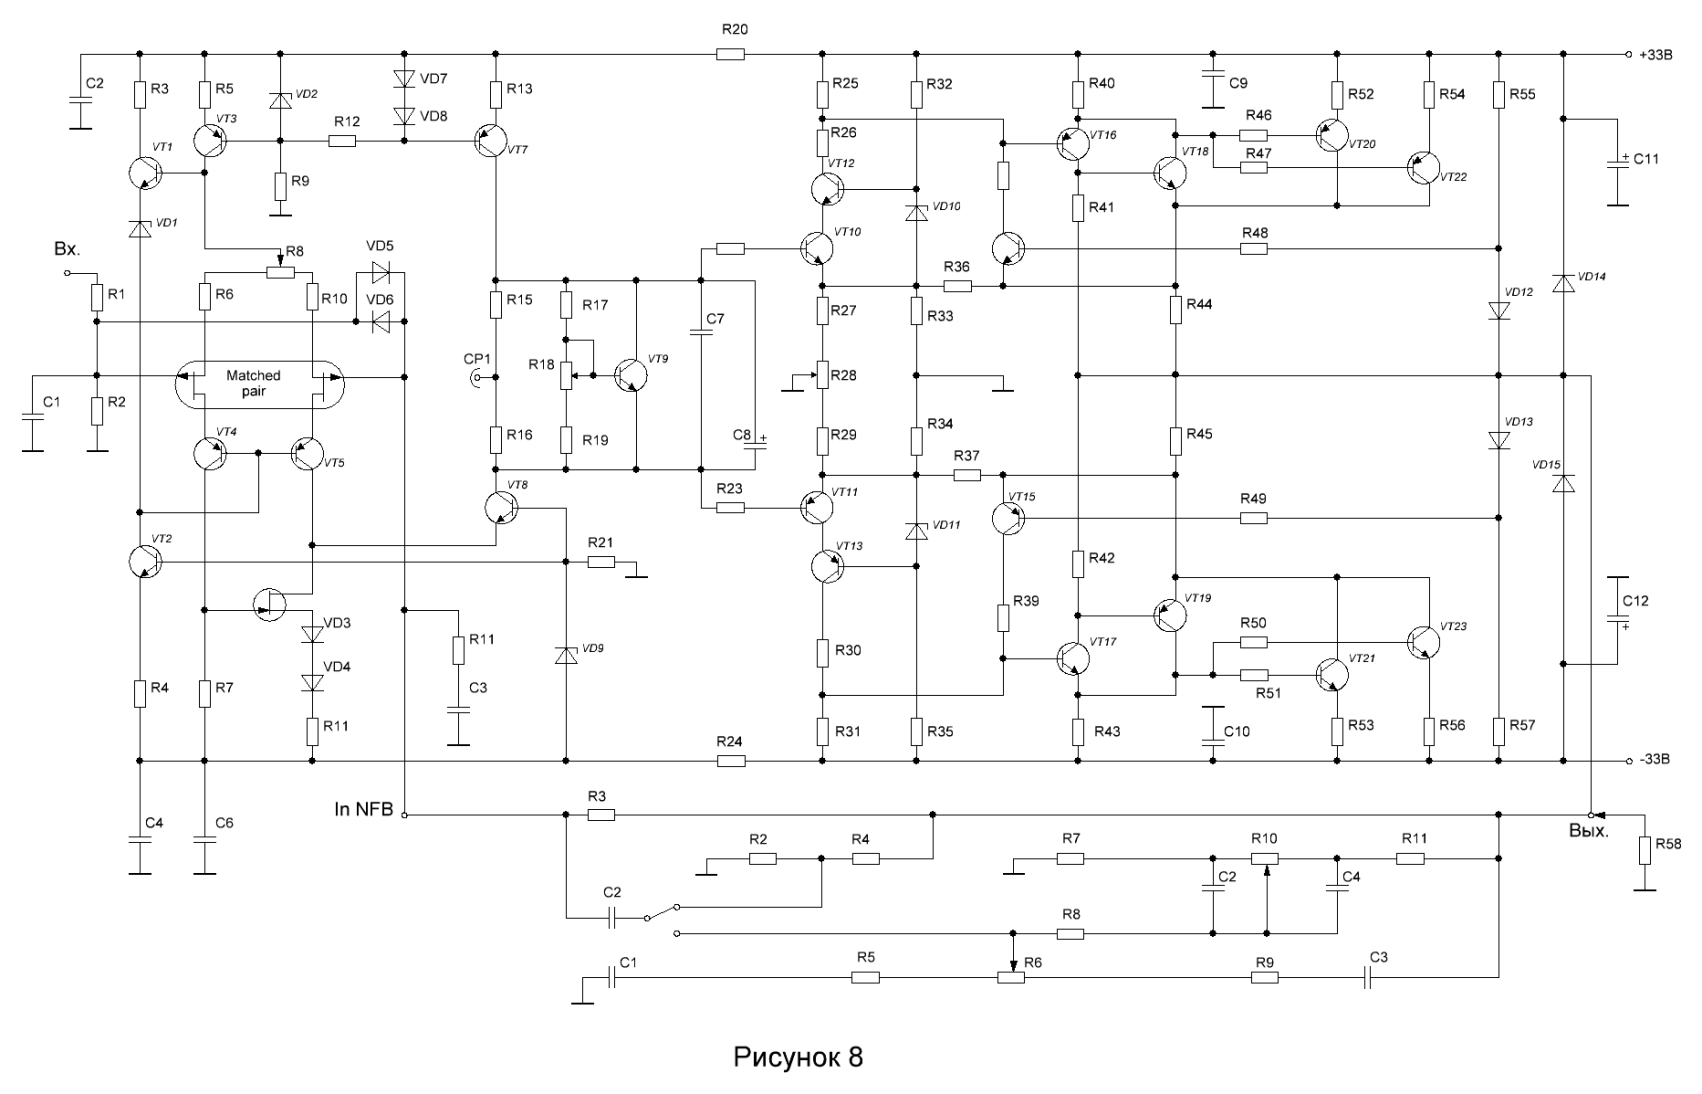 R20
+33В
C2
R3
R5
VD2
VD7
VD8
R13
R25
R32
R40
C9
R52
R54
R55
VT3
R12
VT7
R26
VT16
R46
VT20
C11
VT1
R9
VT12
VT18
R47
VT22
VD1
VD10
R41
Вх.
R8
VD5
VT10
R48
R1
R6
R10
VD6
R15
R17
C7
R36
R27
R33
R44
VD12
VD14
CP1
R18
VT9
R28
Matched
pair
C1
R2
VT4
VT5
R16
R19
C8 +
R29
R34
R45
VD13
VT8
R23
VT11
R37
VT15
R49
VD15
VT2
R21
VT13
VD11
R42
C12
+
VD3
VD4
R11
C3
VD9
R39
VT19
R50
VT23
R30
VT17
VT21
R51
R4
R7
R11
R24
R31
R35
R43
C10
R53
R56
R57
-33В
In NFB
R3
Вых.
C4
C6
R2
R4
R7
R10
R11
R58
C2
C2
C4
R8
C1
R5
R6
R9
C3
Рисунок 8